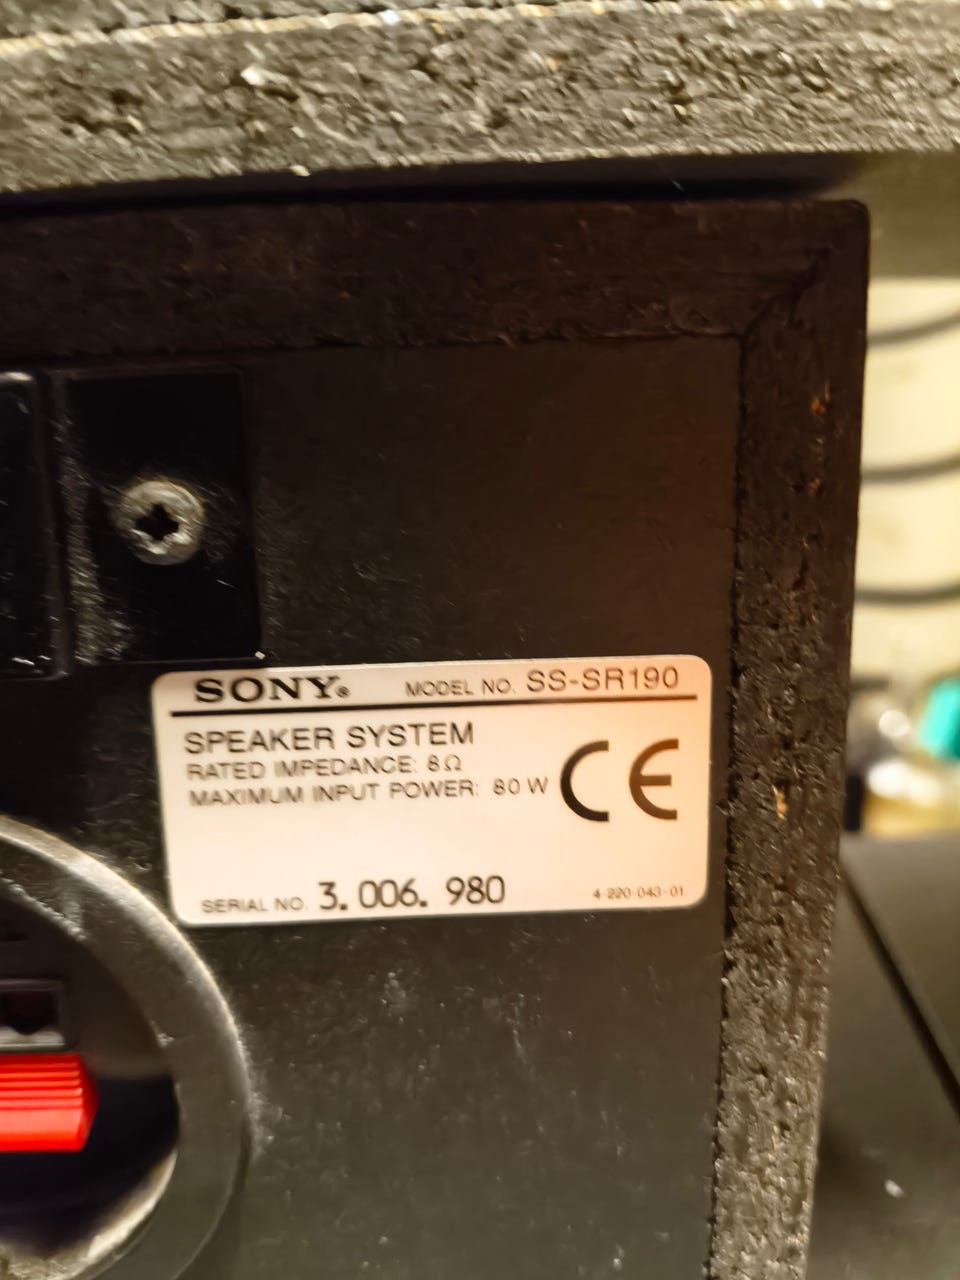 SONY® MODEL NO. SS-SR190
SPEAKER SYSTEM
RATED IMPEDANCE: 8Ω
MAXIMUM INPUT POWER: 80 W
CE
SERIAL NO. 3. 006. 980 4-220-043-01